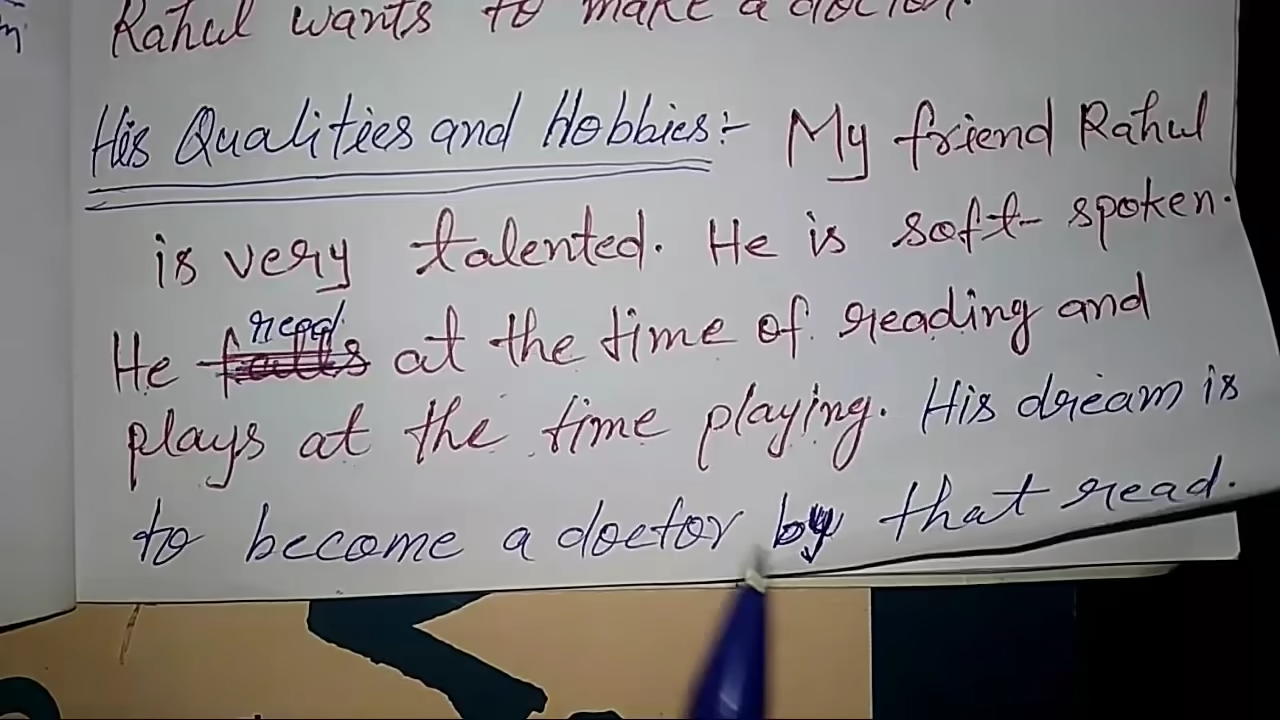 Rahul wants to make a doctor.
His Qualities and Hobbies:- My friend Rahul
is very talented. He is soft-spoken.
He read at the time of reading and
plays at the time playing. His dream is
to become a doctor by that read.